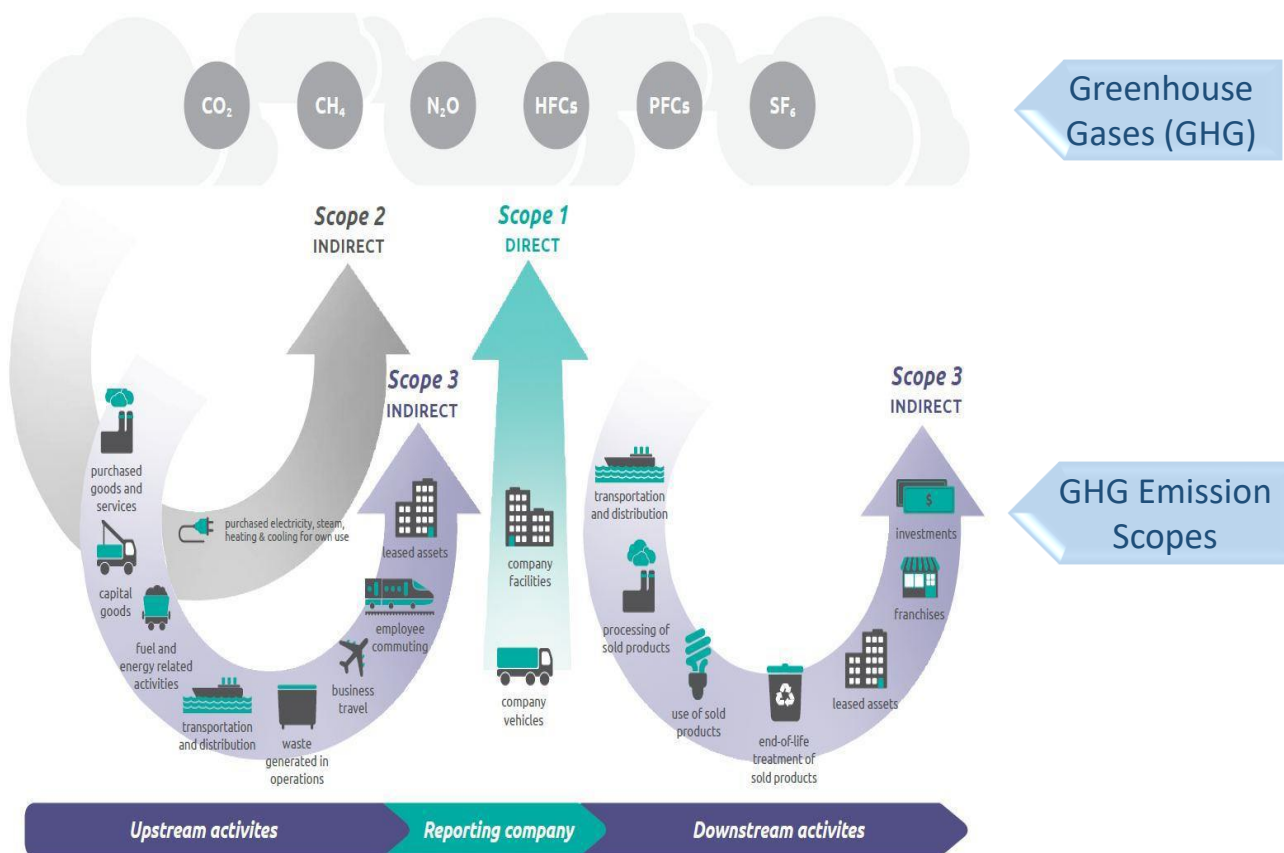 CO₂
CH₄
N₂O
HFCs
PFCs
SF₆
Greenhouse
Gases (GHG)
Scope 2
INDIRECT
Scope 1
DIRECT
Scope 3
INDIRECT
Scope 3
INDIRECT
purchased
goods and
services
capital
goods
fuel and
energy related
activities
transportation
and distribution
waste
generated in
operations
business
travel
employee
commuting
leased assets
purchased electricity, steam,
heating & cooling for own use
company
facilities
company
vehicles
transportation
and distribution
processing of
sold products
use of sold
products
end-of-life
treatment of
sold products
leased assets
franchises
$
investments
GHG Emission
Scopes
Upstream activites
Reporting company
Downstream activites